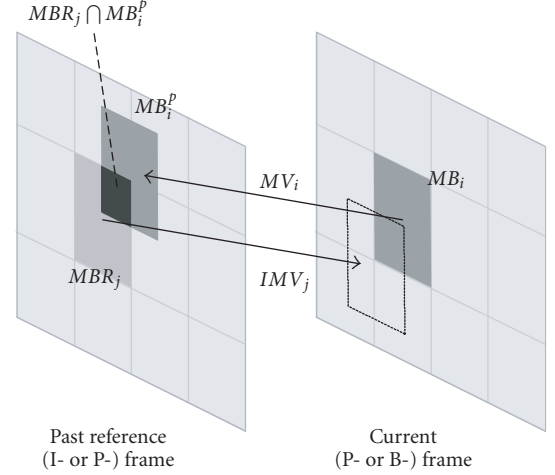 MBR_j ⋂ MB_i^p
MB_i^p
MV_i
MB_i
MBR_j
IMV_j
Past reference
(I- or P-) frame
Current
(P- or B-) frame